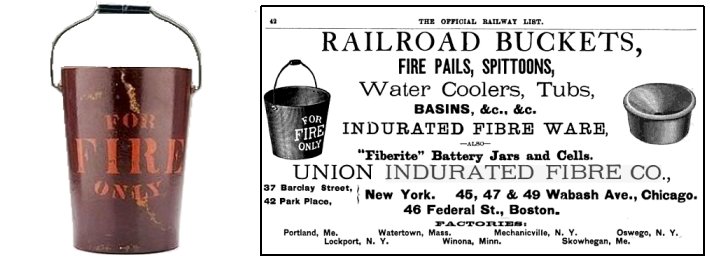 FOR
FIRE
ONLY
42 THE OFFICIAL RAILWAY LIST.
RAILROAD BUCKETS,
FIRE PAILS, SPITTOONS,
Water Coolers, Tubs,
BASINS, &c., &c.
INDURATED FIBRE WARE,
—ALSO—
"Fiberite" Battery Jars and Cells.
UNION INDURATED FIBRE CO.,
37 Barclay Street,
42 Park Place,
New York. 45, 47 & 49 Wabash Ave., Chicago.
46 Federal St., Boston.
FACTORIES:
Portland, Me. Watertown, Mass. Mechanicville, N. Y. Oswego, N. Y.
Lockport, N. Y. Winona, Minn. Skowhegan, Me.
FOR
FIRE
ONLY